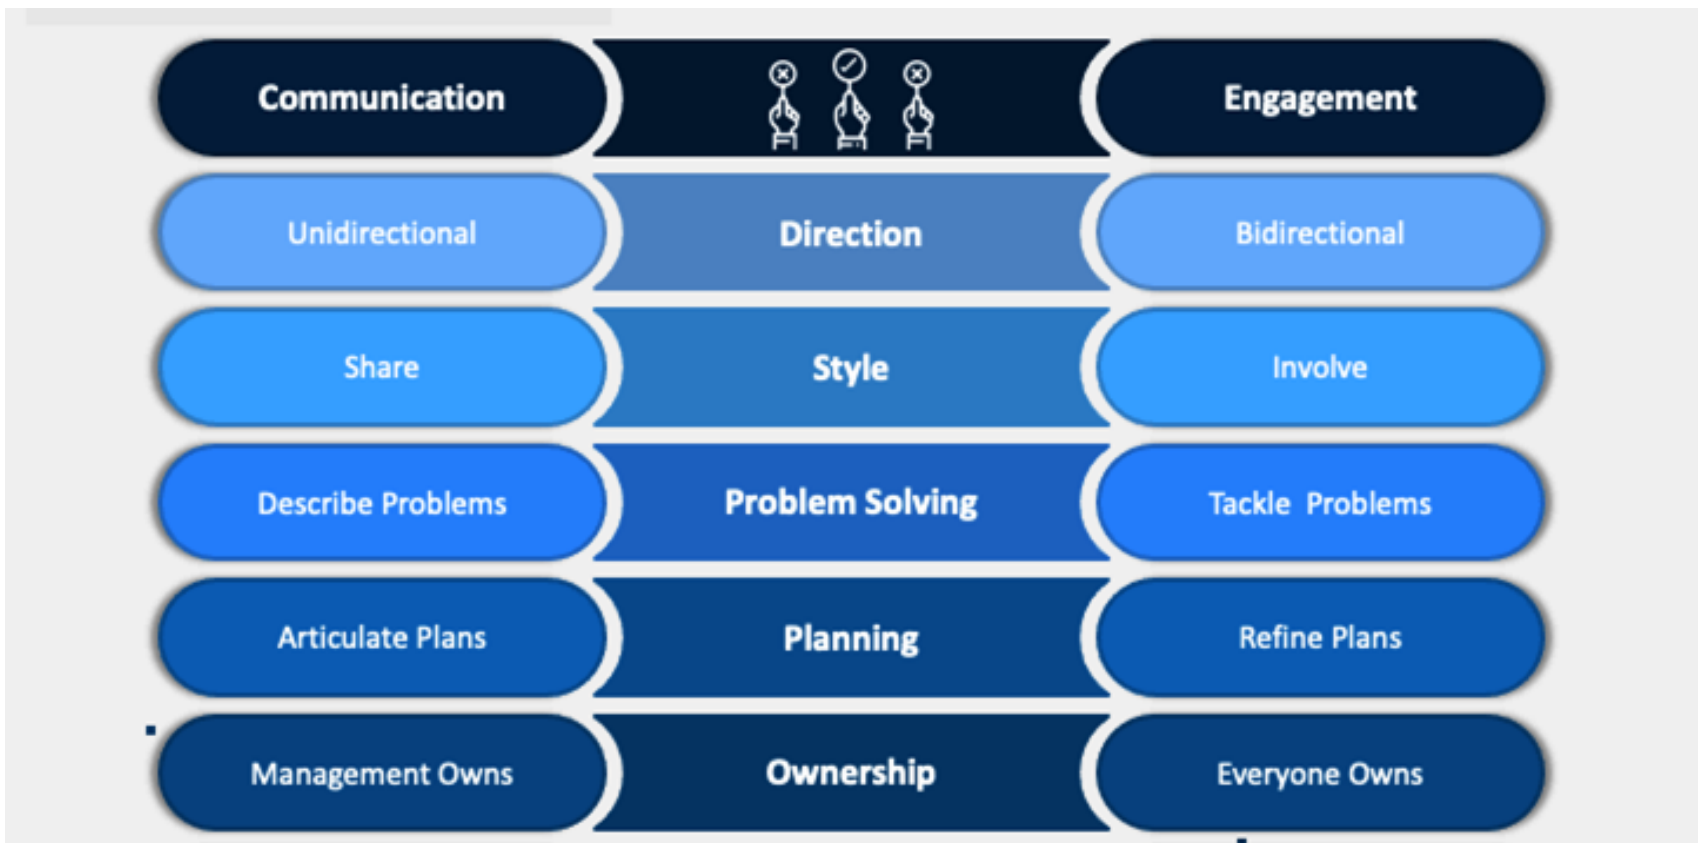 Communication
Engagement
Unidirectional
Direction
Bidirectional
Share
Style
Involve
Describe Problems
Problem Solving
Tackle  Problems
Articulate Plans
Planning
Refine Plans
Management Owns
Ownership
Everyone Owns